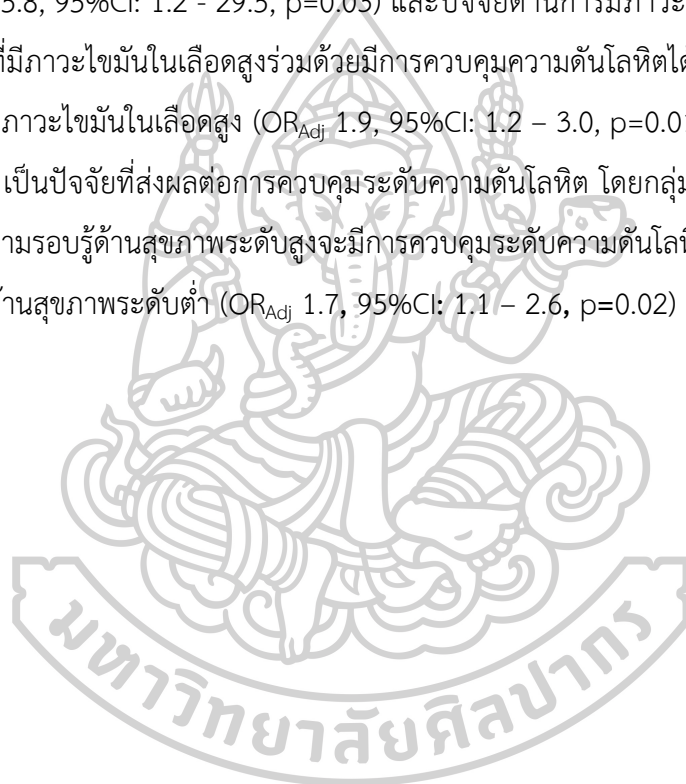 5.8, 95%CI: 1.2 - 29.5, p=0.03) และปัจจัยด้านการมีภาวะ
ที่มีภาวะไขมันในเลือดสูงร่วมด้วยมีการควบคุมความดันโลหิตได้
ภาวะไขมันในเลือดสูง (ORAdj 1.9, 95%CI: 1.2 – 3.0, p=0.0
เป็นปัจจัยที่ส่งผลต่อการควบคุมระดับความดันโลหิต โดยกลุ่ม
ามรอบรู้ด้านสุขภาพระดับสูงจะมีการควบคุมระดับความดันโล
้านสุขภาพระดับต่ำ (ORAdj 1.7, 95%CI: 1.1 – 2.6, p=0.02)
มหาวิทยาลัยศิลปากร